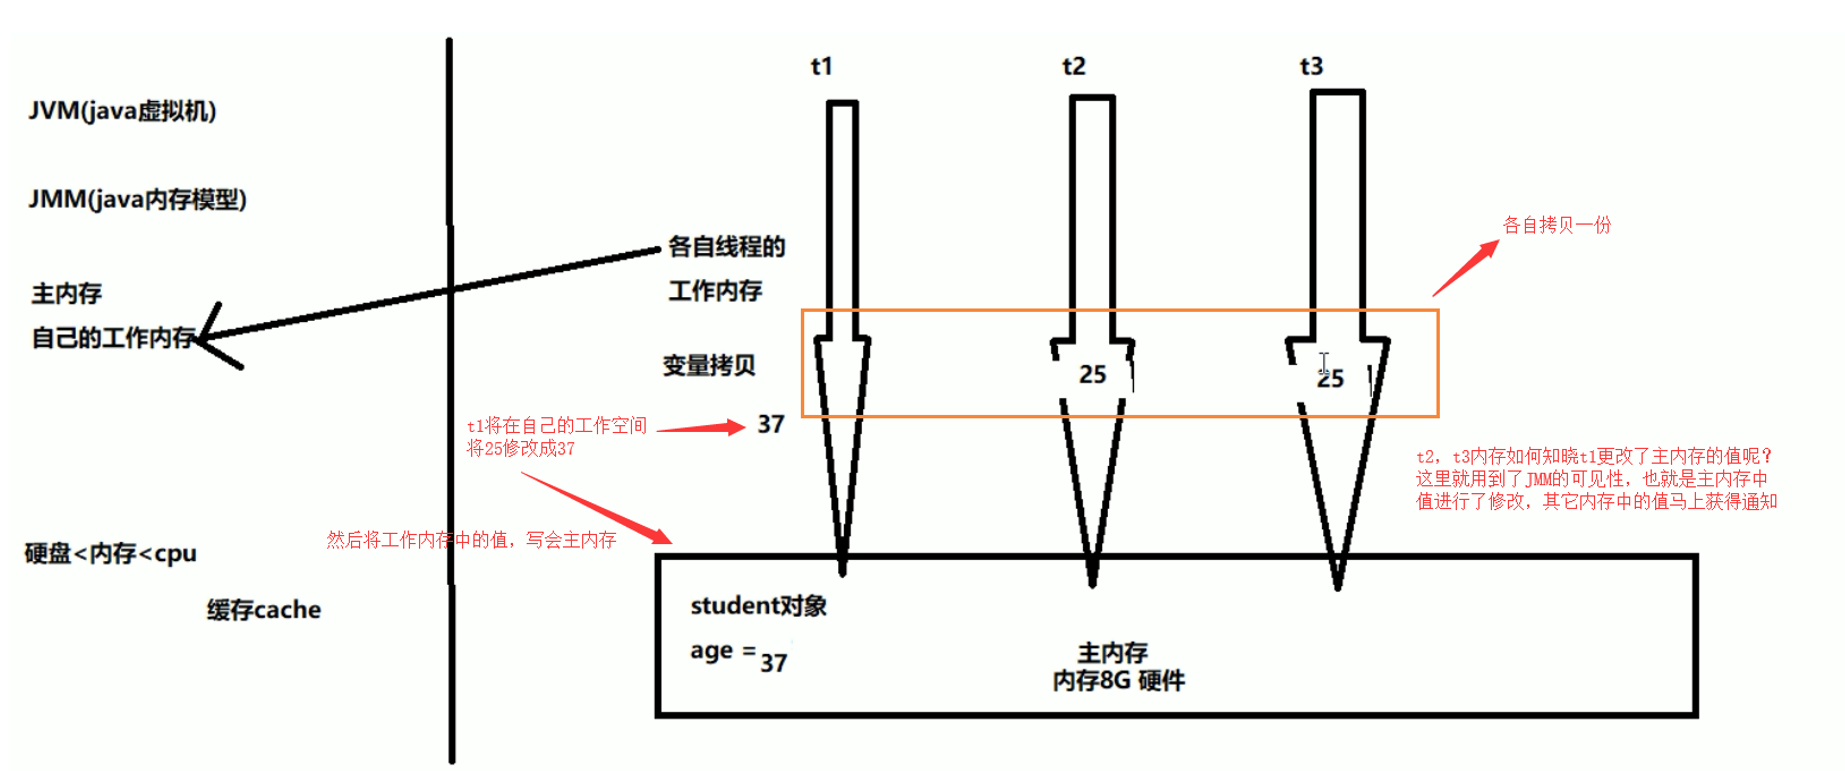 JVM(java虚拟机)
JMM(java内存模型)
主内存
自己的工作内存
硬盘<内存<cpu
缓存cache
t1
t2
t3
各自线程的
工作内存
变量拷贝
25
25
37
各自拷贝一份
t1将在自己的工作空间
将25修改成37
然后将工作内存中的值，写会主内存
t2，t3内存如何知晓t1更改了主内存的值呢？
这里就用到了JMM的可见性，也就是主内存中
值进行了修改，其它内存中的值马上获得通知
student对象
age =
37
主内存
内存8G 硬件